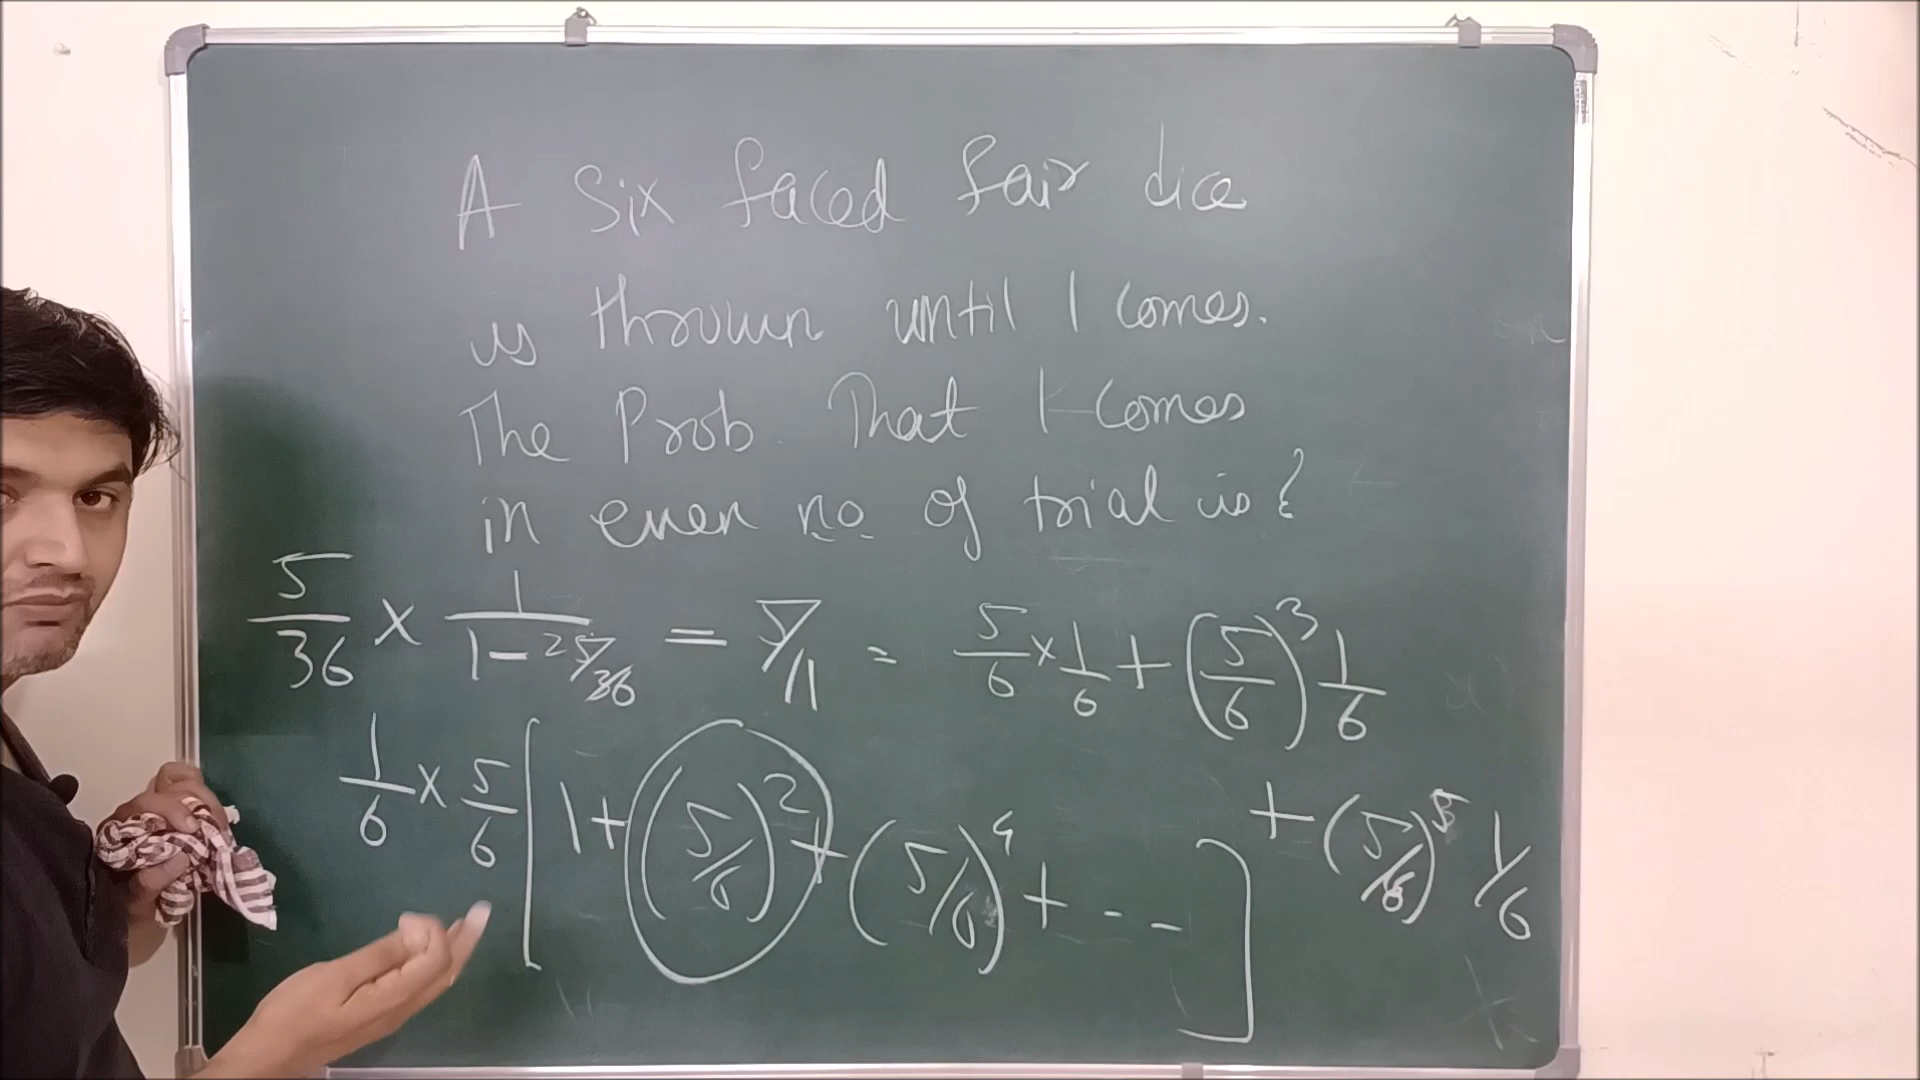 A Six faced fair dice
is thrown until 1 comes.
The Prob. That 1 comes
in even no of trial is?
5/36 × 1/(1-25/36) = 5/11 = 5/6 × 1/6 + (5/6)^3 1/6
1/6 × 5/6 [1 + (5/6)^2 + (5/6)^4 + - - ] + (5/6)^5 1/6